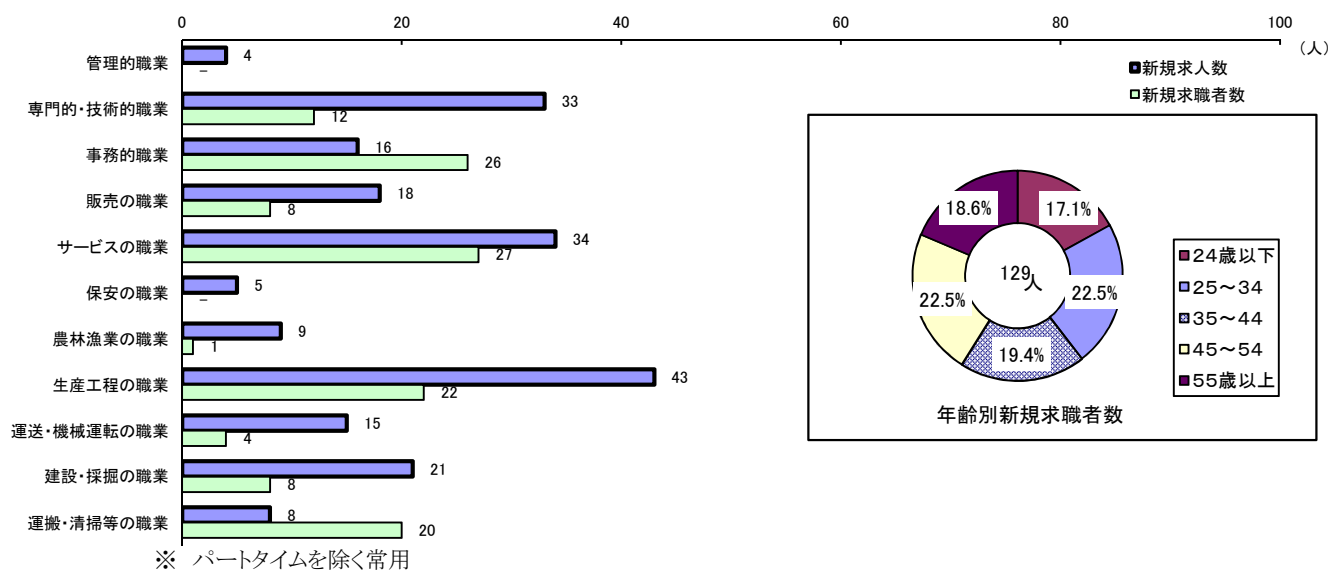 0 20 40 60 80 100
(人)
新規求人数
新規求職者数
管理的職業 4
–
専門的・技術的職業 33
12
事務的職業 16
26
販売の職業 18
8
サービスの職業 34
27
保安の職業 5
–
農林漁業の職業 9
1
生産工程の職業 43
22
運送・機械運転の職業 15
4
建設・採掘の職業 21
8
運搬・清掃等の職業 8
20
※ パートタイムを除く常用
18.6% 17.1%
129人
22.5% 22.5%
19.4%
年齢別新規求職者数
24歳以下
25～34
35～44
45～54
55歳以上